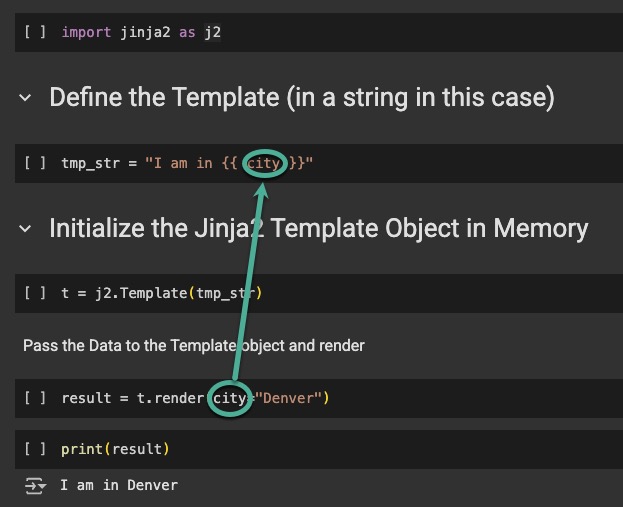 [ ] import jinja2 as j2
Define the Template (in a string in this case)
[ ] tmp_str = "I am in {{ city }}"
Initialize the Jinja2 Template Object in Memory
[ ] t = j2.Template(tmp_str)
Pass the Data to the Template object and render
[ ] result = t.render(city="Denver")
[ ] print(result)
I am in Denver